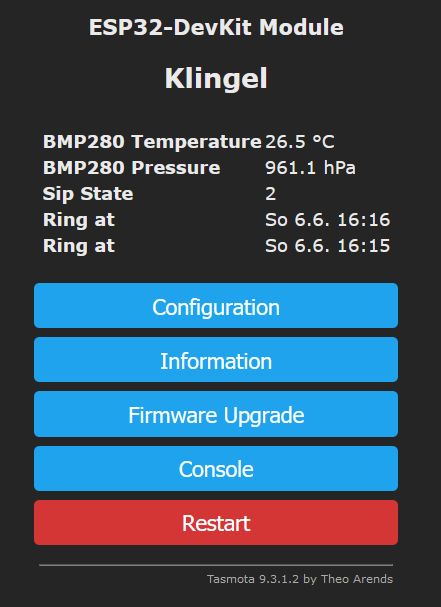 ESP32-DevKit Module
Klingel
BMP280 Temperature 26.5 °C
BMP280 Pressure 961.1 hPa
Sip State 2
Ring at So 6.6. 16:16
Ring at So 6.6. 16:15
Configuration
Information
Firmware Upgrade
Console
Restart
Tasmota 9.3.1.2 by Theo Arends